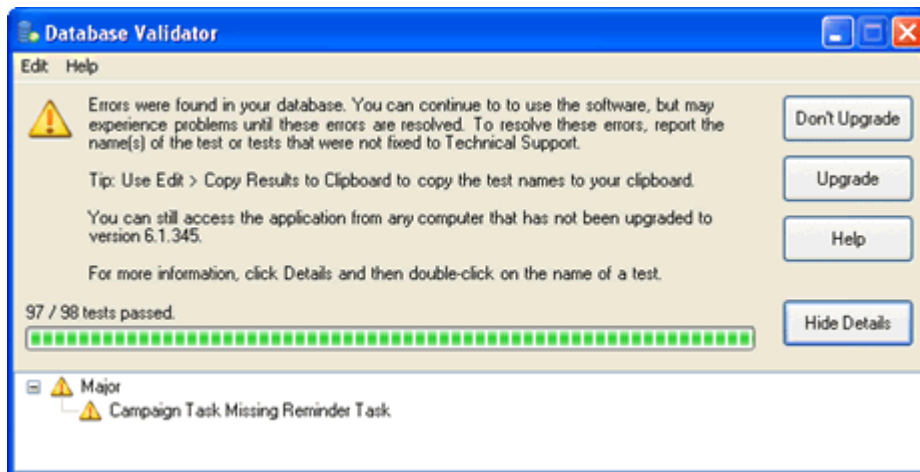 Database Validator
Edit Help
Errors were found in your database. You can continue to to use the software, but may
experience problems until these errors are resolved. To resolve these errors, report the
name(s) of the test or tests that were not fixed to Technical Support.
Don't Upgrade
Tip: Use Edit > Copy Results to Clipboard to copy the test names to your clipboard.
Upgrade
You can still access the application from any computer that has not been upgraded to
version 6.1.345.
Help
For more information, click Details and then double-click on the name of a test.
97 / 98 tests passed.
Hide Details
Major
Campaign Task Missing Reminder Task